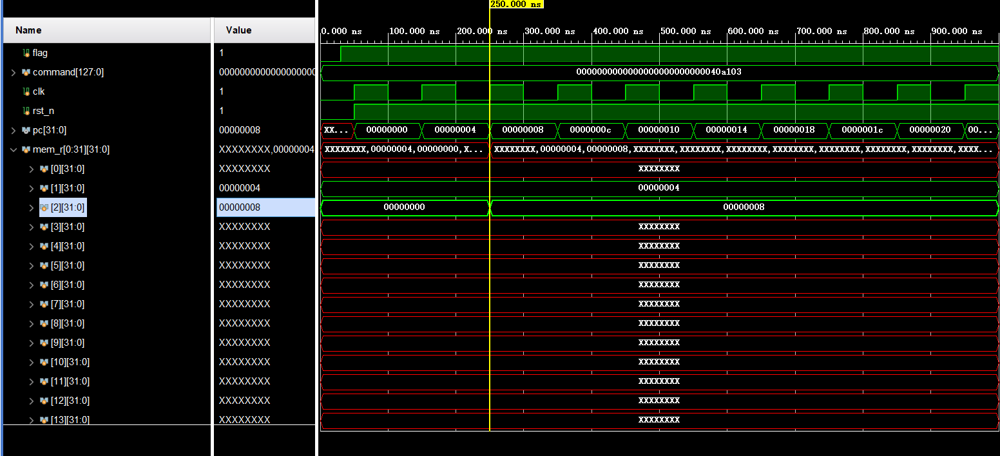 250.000 ns
Name Value 0.000 ns 100.000 ns 200.000 ns 300.000 ns 400.000 ns 500.000 ns 600.000 ns 700.000 ns 800.000 ns 900.000 ns
flag 1
command[127:0] 0000000000000000000 0000000000000000000000000040a103
clk 1
rst_n 1
pc[31:0] 00000008 XX... 00000000 00000004 00000008 0000000c 00000010 00000014 00000018 0000001c 00000020 00...
mem_r[0:31][31:0] XXXXXXXX,00000004 XXXXXXXX,00000004,00000000,X... XXXXXXXX,00000004,00000008,XXXXXXXX,XXXXXXXX,XXXXXXXX,XXXXXXXX,XXXXXXXX,XXXXXXXX,XXXXXXXX,XXXX...
[0][31:0] XXXXXXXX XXXXXXXX
[1][31:0] 00000004 00000004
[2][31:0] 00000008 00000000 00000008
[3][31:0] XXXXXXXX XXXXXXXX
[4][31:0] XXXXXXXX XXXXXXXX
[5][31:0] XXXXXXXX XXXXXXXX
[6][31:0] XXXXXXXX XXXXXXXX
[7][31:0] XXXXXXXX XXXXXXXX
[8][31:0] XXXXXXXX XXXXXXXX
[9][31:0] XXXXXXXX XXXXXXXX
[10][31:0] XXXXXXXX XXXXXXXX
[11][31:0] XXXXXXXX XXXXXXXX
[12][31:0] XXXXXXXX XXXXXXXX
[13][31:0] XXXXXXXX XXXXXXXX